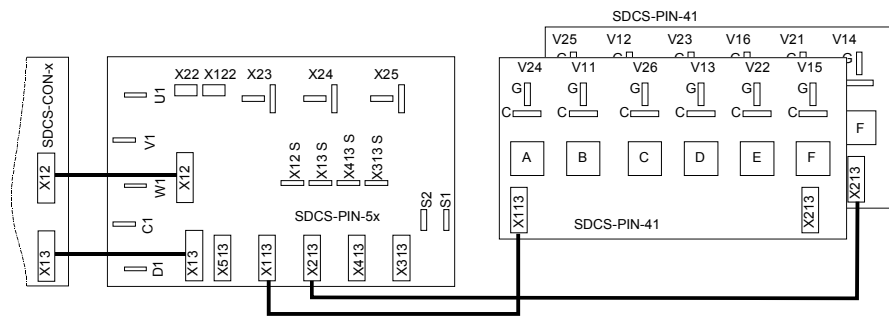 SDCS-PIN-41
V25 V12 V23 V16 V21 V14
G
F
X213
SDCS-CON-x
X12
X13
X22 X122 X23 X24 X25
U1
V1
W1
C1
D1
X12
X13
X12 S
X13 S
X413 S
X313 S
SDCS-PIN-5x
S2
S1
X513
X113
X213
X413
X313
V24 V11 V26 V13 V22 V15
G G G G G G
C C C C C C
A B C D E F
X113
X213
SDCS-PIN-41